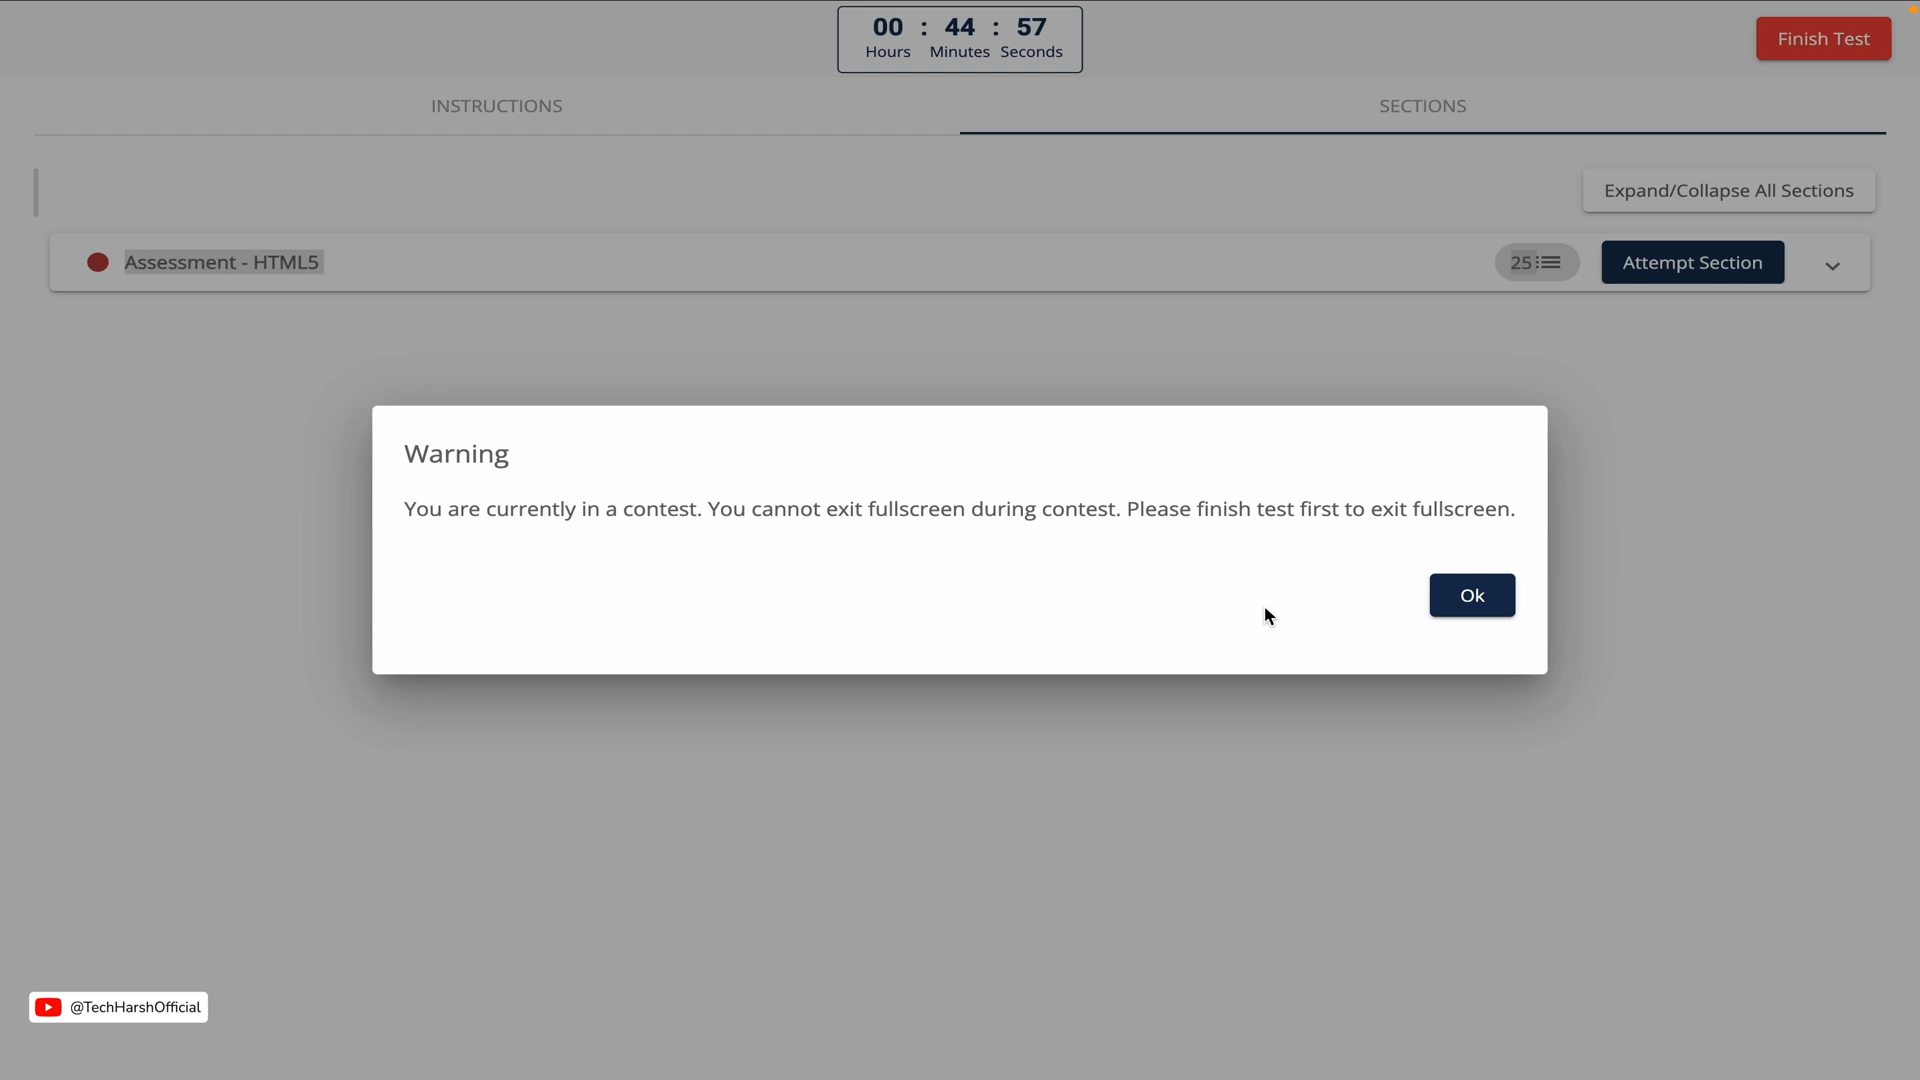 00 : 44 : 57
Hours Minutes Seconds
Finish Test
INSTRUCTIONS
SECTIONS
Expand/Collapse All Sections
Assessment - HTML5
25
Attempt Section
Warning
You are currently in a contest. You cannot exit fullscreen during contest. Please finish test first to exit fullscreen.
Ok
@TechHarshOfficial